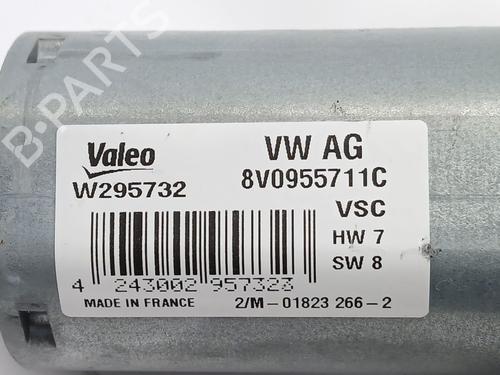 B-PARTS
Valeo
VW AG
W295732
8V0955711C
VSC
HW 7
SW 8
4 243002 957323
MADE IN FRANCE
2/M-01823 266-2